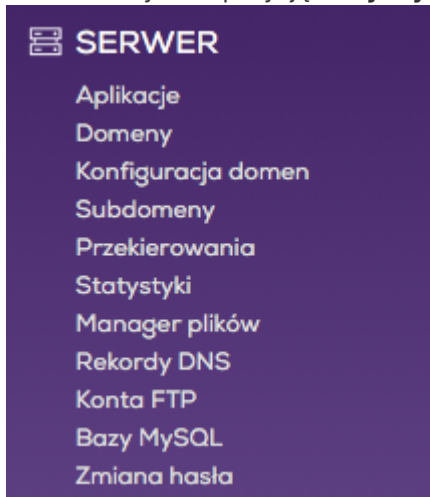 SERWER
Aplikacje
Domeny
Konfiguracja domen
Subdomeny
Przekierowania
Statystyki
Manager plików
Rekordy DNS
Konta FTP
Bazy MySQL
Zmiana hasła